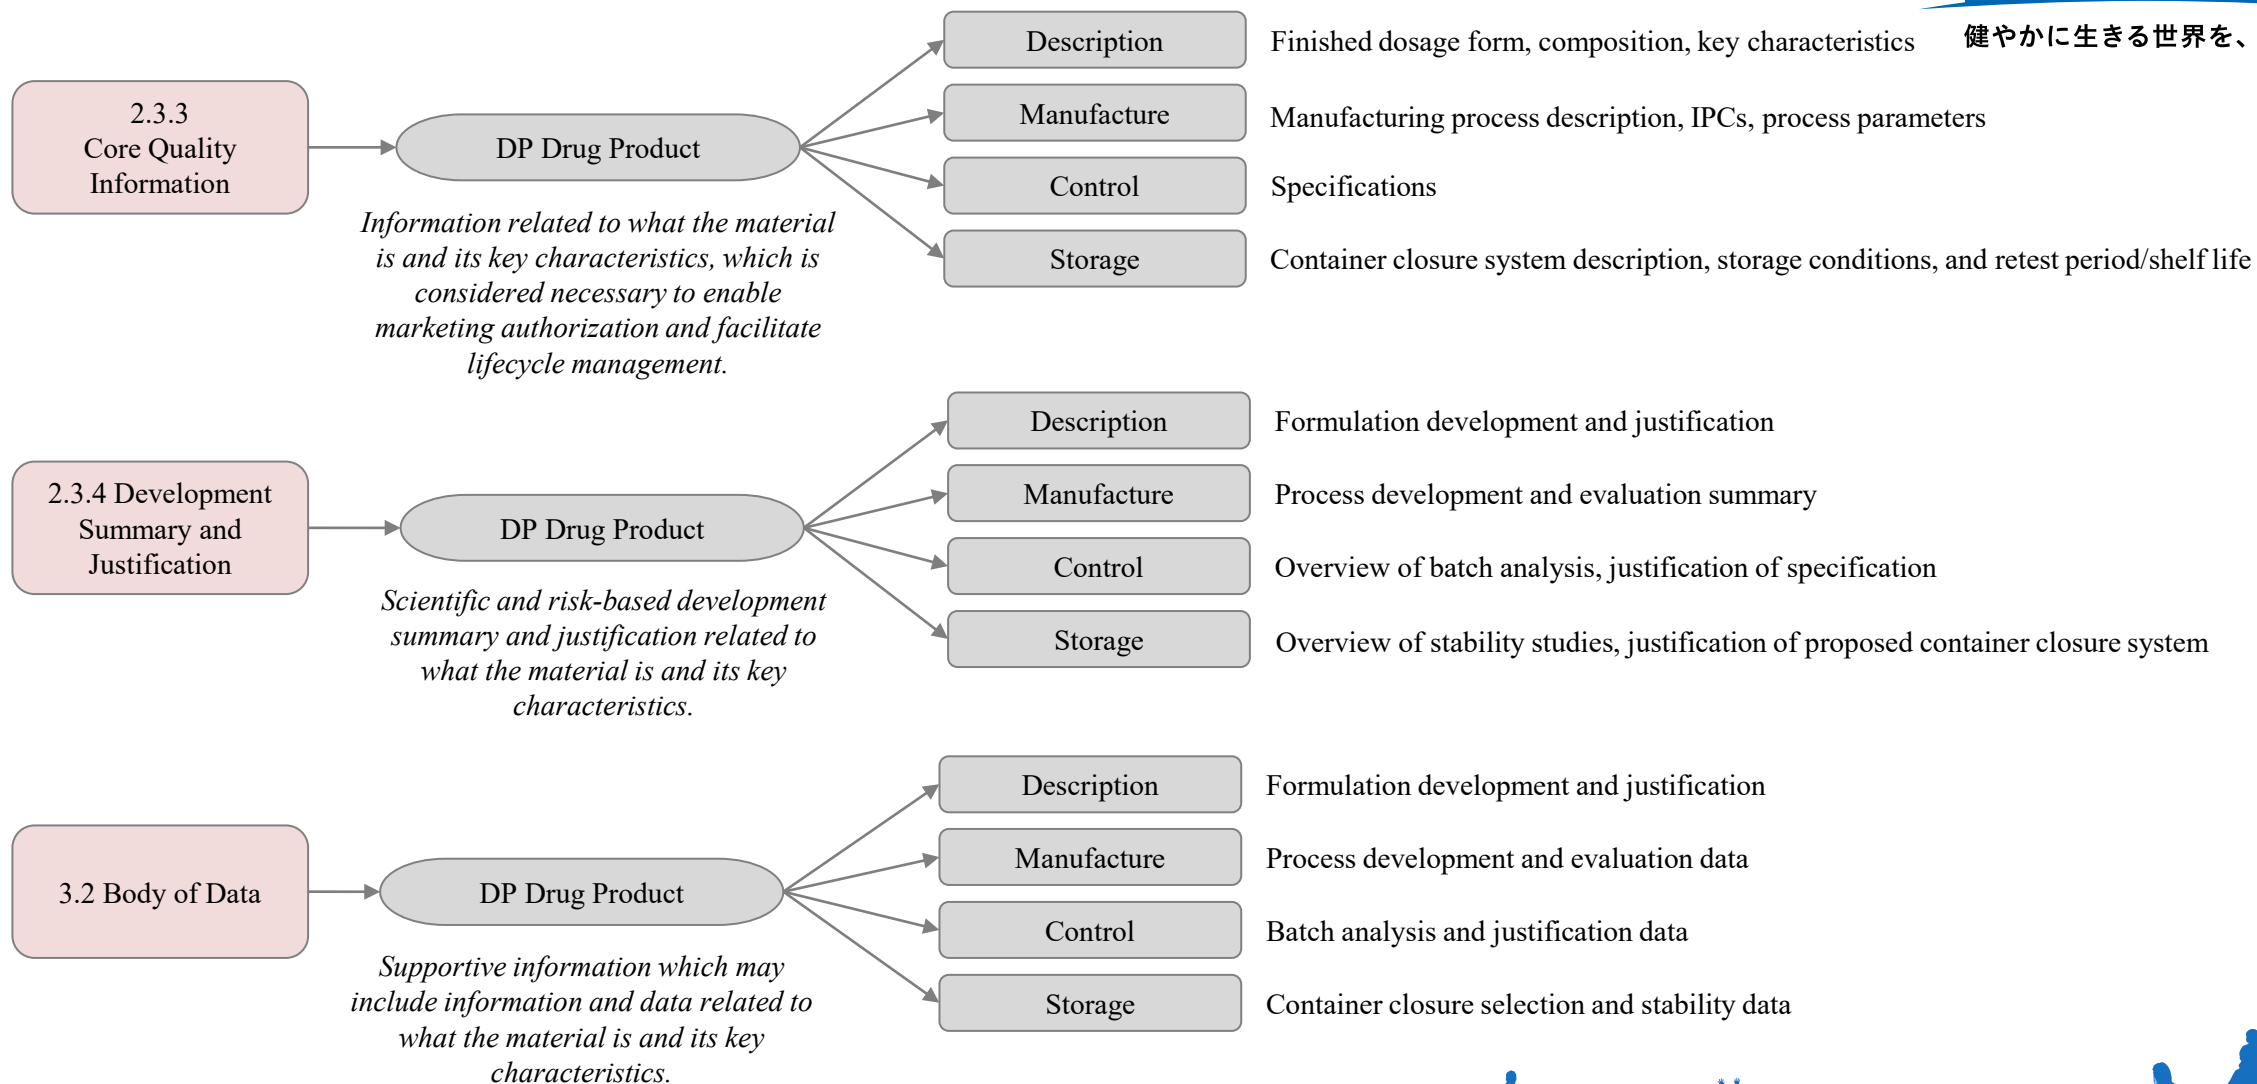 健やかに生きる世界を、
2.3.3
Core Quality
Information
DP Drug Product
Information related to what the material
is and its key characteristics, which is
considered necessary to enable
marketing authorization and facilitate
lifecycle management.
Description
Finished dosage form, composition, key characteristics
Manufacture
Manufacturing process description, IPCs, process parameters
Control
Specifications
Storage
Container closure system description, storage conditions, and retest period/shelf life
2.3.4 Development
Summary and
Justification
DP Drug Product
Scientific and risk-based development
summary and justification related to
what the material is and its key
characteristics.
Description
Formulation development and justification
Manufacture
Process development and evaluation summary
Control
Overview of batch analysis, justification of specification
Storage
Overview of stability studies, justification of proposed container closure system
3.2 Body of Data
DP Drug Product
Supportive information which may
include information and data related to
what the material is and its key
characteristics.
Description
Formulation development and justification
Manufacture
Process development and evaluation data
Control
Batch analysis and justification data
Storage
Container closure selection and stability data